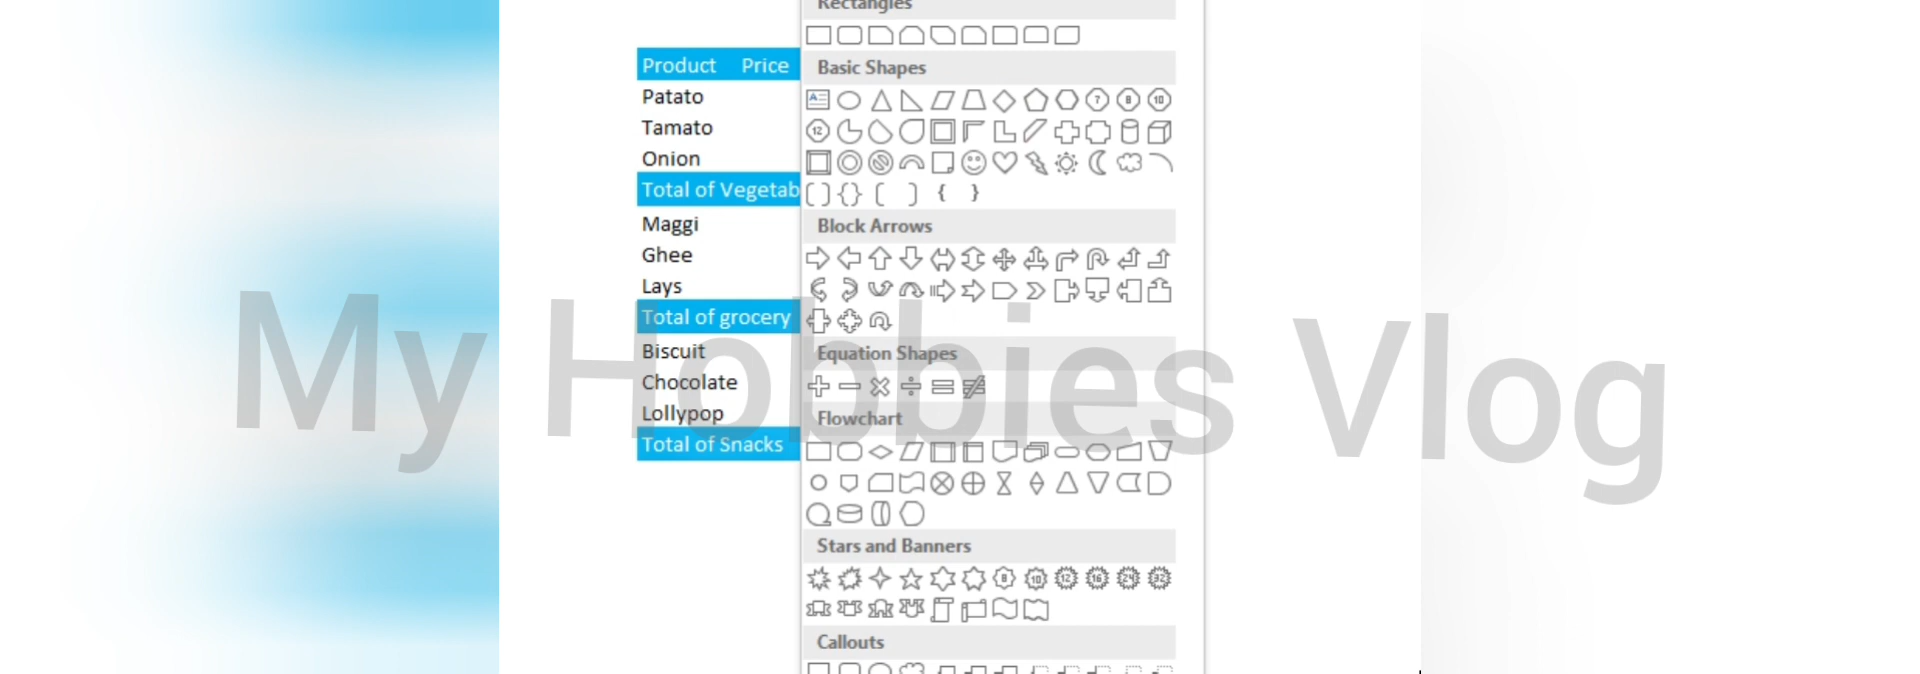 Rectangles
Product Price
Basic Shapes
Patato
Tamato
Onion
Total of Vegetab
Block Arrows
Maggi
Ghee
Lays
Total of grocery
Equation Shapes
Biscuit
Chocolate
Lollypop
Flowchart
Total of Snacks
Stars and Banners
Callouts
My Hobbies Vlog